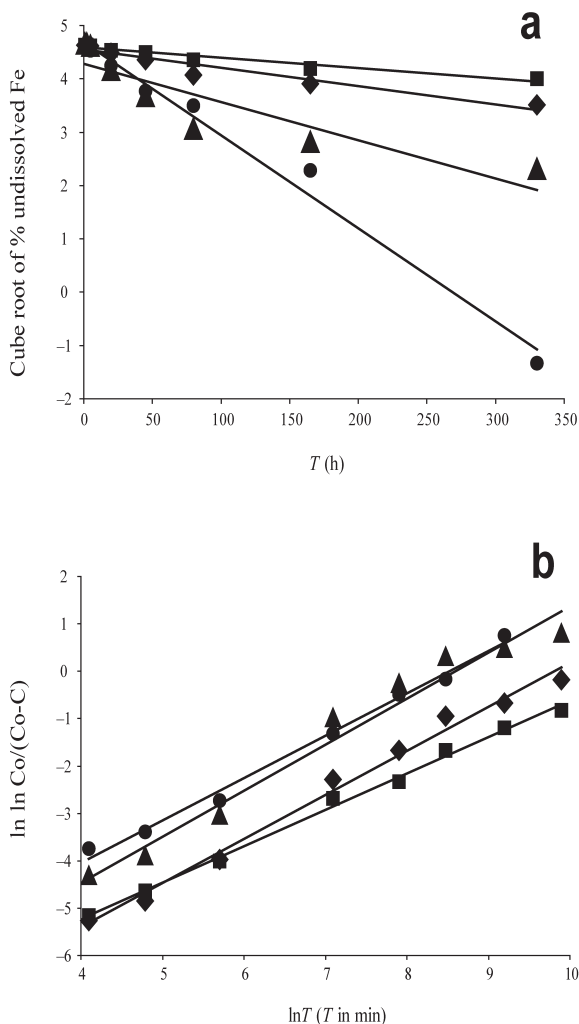 a
5
4
3
2
1
0
–1
–2
Cube root of % undissolved Fe
0 50 100 150 200 250 300 350
T (h)
b
2
1
0
–1
–2
–3
–4
–5
–6
ln ln Co/(Co-C)
4 5 6 7 8 9 10
lnT (T in min)